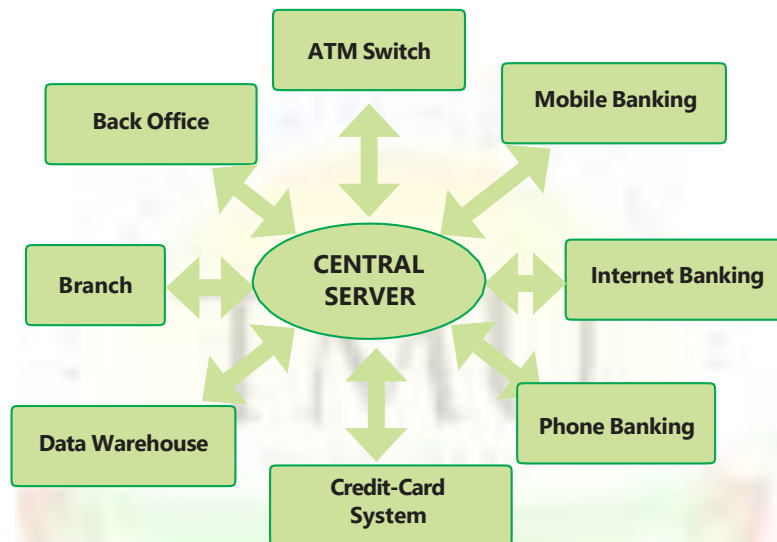 ATM Switch
Mobile Banking
Back Office
CENTRAL
SERVER
Branch
Internet Banking
Data Warehouse
Phone Banking
Credit-Card
System